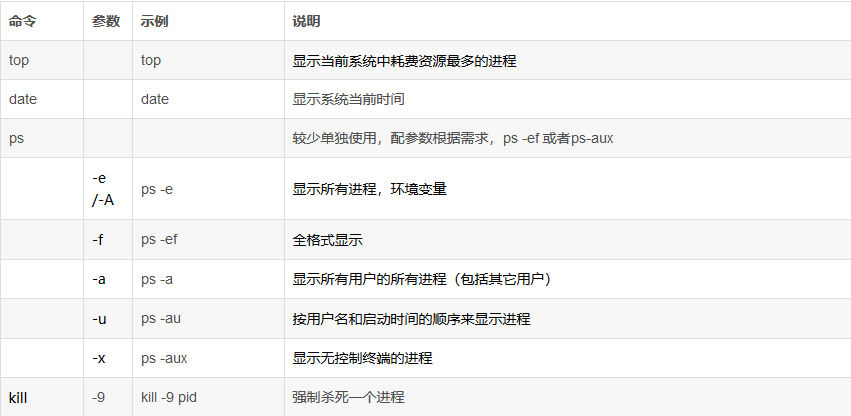 命令 参数 示例 说明
top top 显示当前系统中耗费资源最多的进程
date date 显示系统当前时间
ps 较少单独使用，配参数根据需求，ps -ef 或者ps-aux
-e
/-A ps -e 显示所有进程，环境变量
-f ps -ef 全格式显示
-a ps -a 显示所有用户的所有进程（包括其它用户）
-u ps -au 按用户名和启动时间的顺序来显示进程
-x ps -aux 显示无控制终端的进程
kill -9 kill -9 pid 强制杀死一个进程